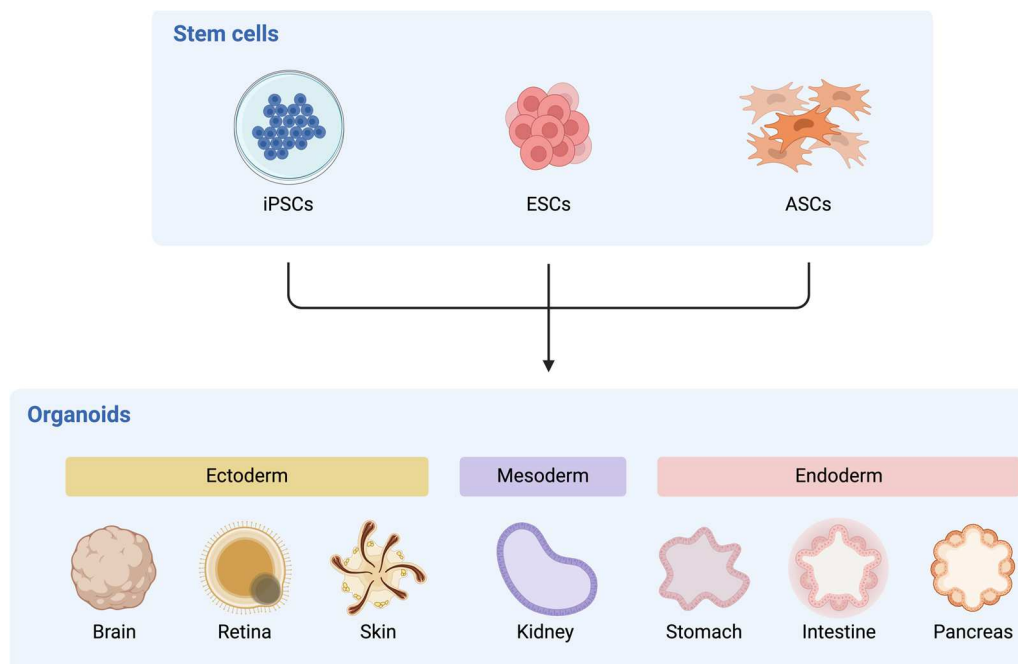 Stem cells
iPSCs
ESCs
ASCs
Organoids
Ectoderm
Mesoderm
Endoderm
Brain
Retina
Skin
Kidney
Stomach
Intestine
Pancreas